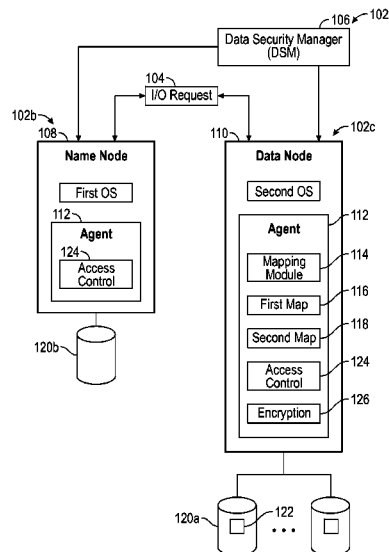 106
102
Data Security Manager
(DSM)
104
I/O Request
102b
108
Name Node
First OS
112
Agent
124
Access
Control
120b
102c
110
Data Node
Second OS
112
Agent
Mapping
Module
114
First Map
116
Second Map
118
Access
Control
124
Encryption
126
120a
122
• • •